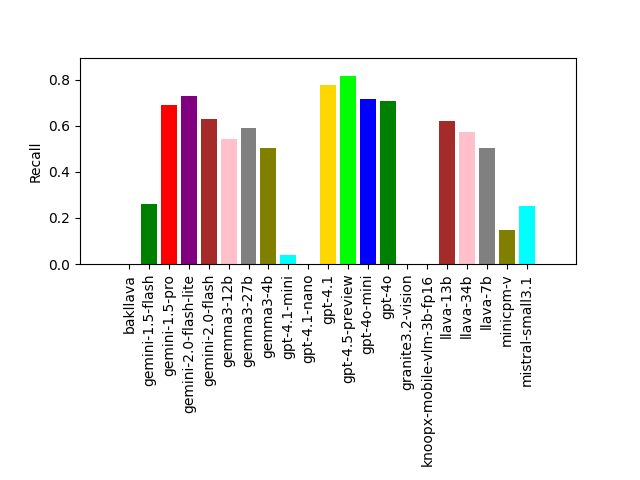 Recall
0.8
0.6
0.4
0.2
0.0
bakllava
gemini-1.5-flash
gemini-1.5-pro
gemini-2.0-flash-lite
gemini-2.0-flash
gemma3-12b
gemma3-27b
gemma3-4b
gpt-4.1-mini
gpt-4.1-nano
gpt-4.1
gpt-4.5-preview
gpt-4o-mini
gpt-4o
granite3.2-vision
knoopx-mobile-vlm-3b-fp16
llava-13b
llava-34b
llava-7b
minicpm-v
mistral-small3.1